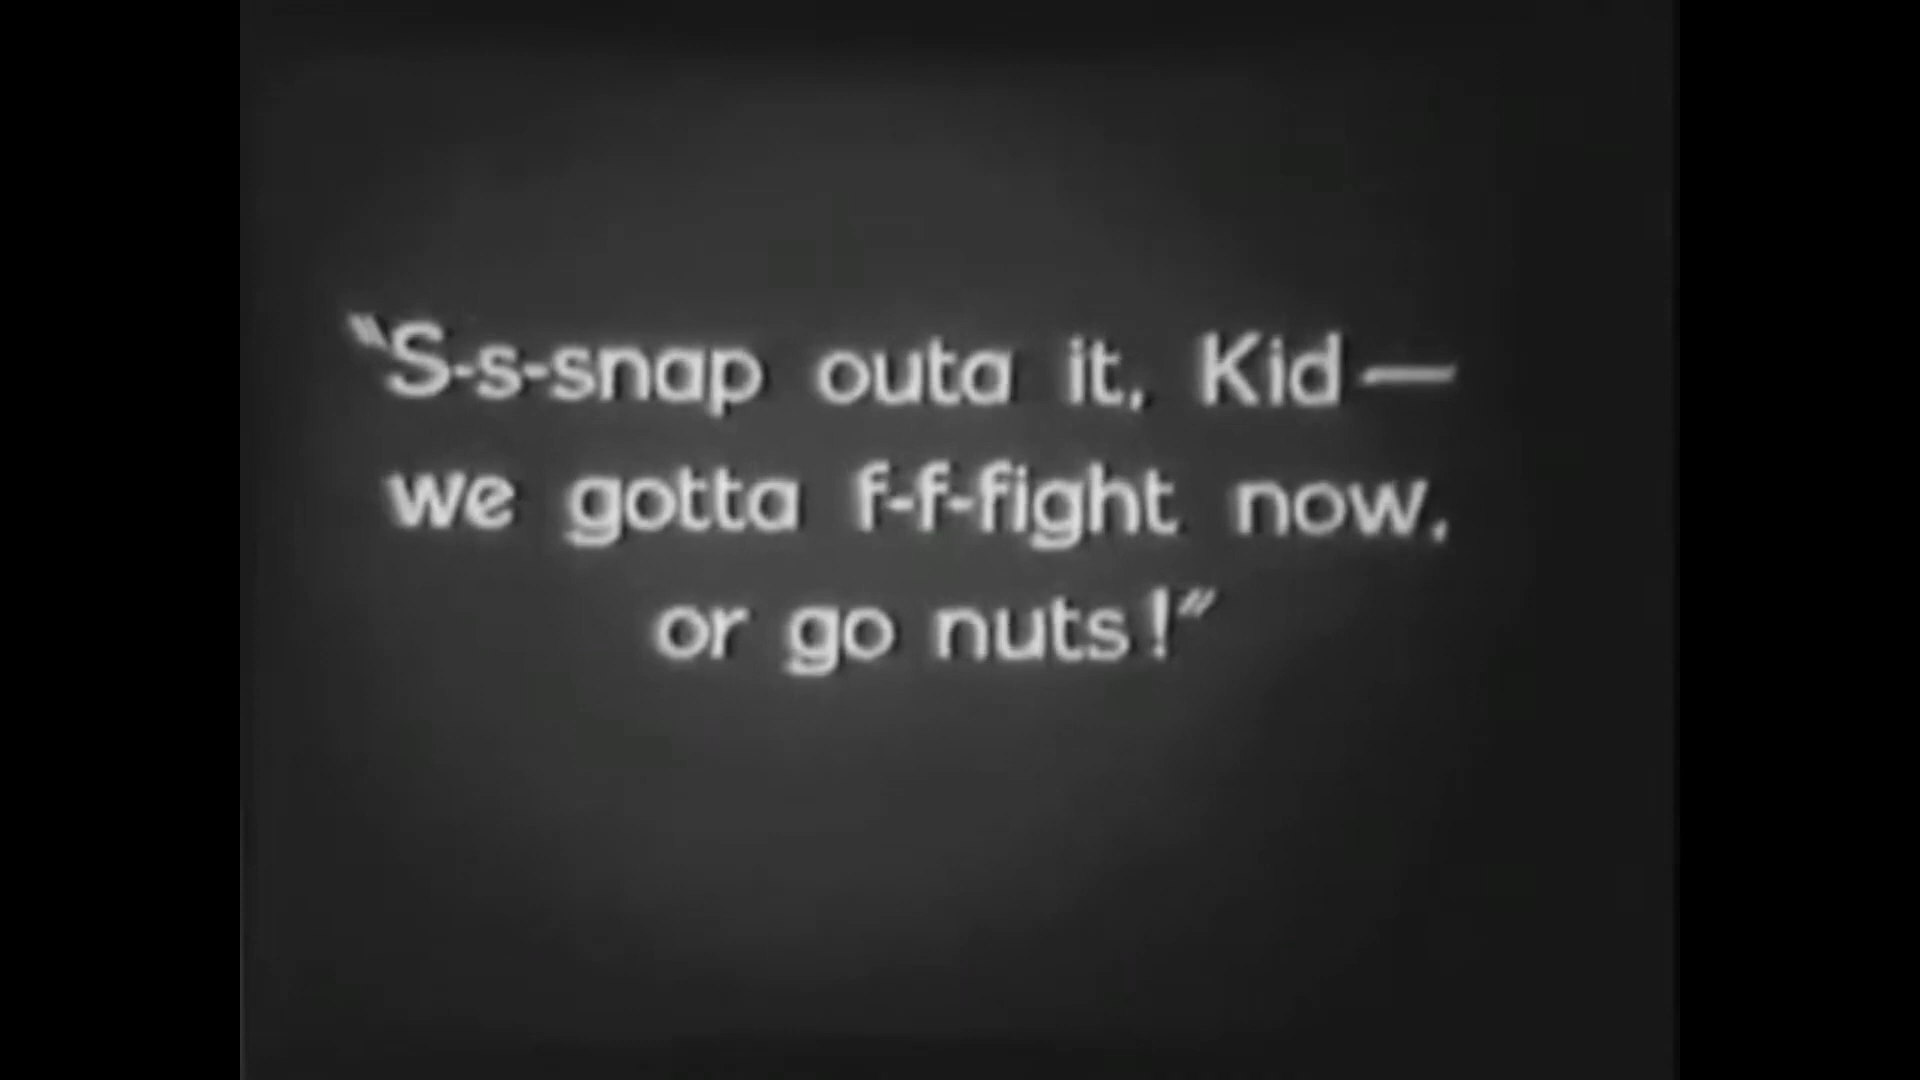 "S-s-snap outa it, Kid—
we gotta f-f-fight now,
or go nuts!"